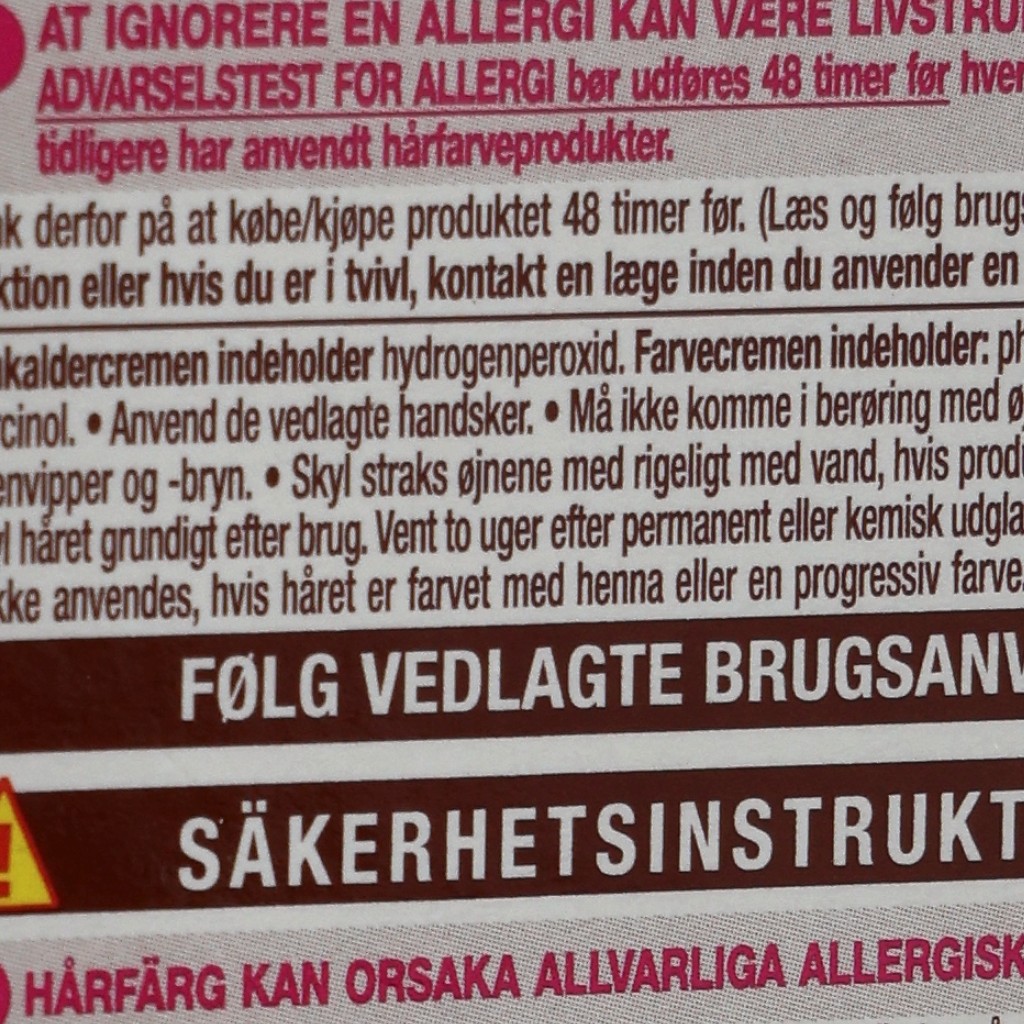 AT IGNORERE EN ALLERGI KAN VÆRE LIVSTRU
ADVARSELSTEST FOR ALLERGI bør udføres 48 timer før hver
tidligere har anvendt hårfarveprodukter.
k derfor på at købe/kjøpe produktet 48 timer før. (Læs og følg brugs
ktion eller hvis du er i tvivl, kontakt en læge inden du anvender en
kaldercremen indeholder hydrogenperoxid. Farvecremen indeholder: ph
cinol. • Anvend de vedlagte handsker. • Må ikke komme i berøring med ø
envipper og -bryn. • Skyl straks øjnene med rigeligt med vand, hvis prod
l håret grundigt efter brug. Vent to uger efter permanent eller kemisk udgla
ke anvendes, hvis håret er farvet med henna eller en progressiv farve.
FØLG VEDLAGTE BRUGSANV
SÄKERHETSINSTRUKT
HÅRFÄRG KAN ORSAKA ALLVARLIGA ALLERGISK